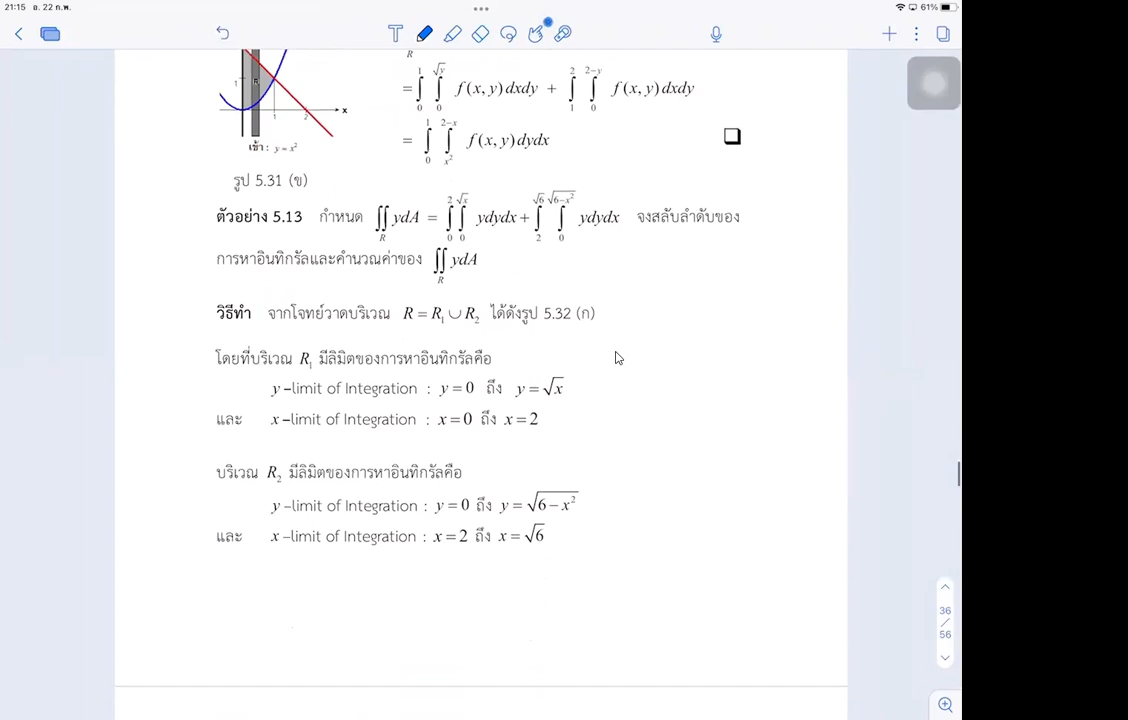 21:15 อ. 22 ก.พ.
61%
R
= ∫₀¹ ∫₀^√y f(x, y) dxdy + ∫₁² ∫₀^(2−y) f(x, y) dxdy
1
R
1
2
x
= ∫₀¹ ∫_(x²)^(2−x) f(x, y) dydx ❑
เข้า : y = x²
รูป 5.31 (ข)
ตัวอย่าง 5.13 กำหนด ∬_R ydA = ∫₀² ∫₀^√x ydydx + ∫₂^√6 ∫₀^√(6−x²) ydydx จงสลับลำดับของ
การหาอินทิกรัลและคำนวณค่าของ ∬_R ydA
วิธีทำ จากโจทย์วาดบริเวณ R = R₁ ∪ R₂ ได้ดังรูป 5.32 (ก)
โดยที่บริเวณ R₁ มีลิมิตของการหาอินทิกรัลคือ
y –limit of Integration : y = 0 ถึง y = √x
และ x –limit of Integration : x = 0 ถึง x = 2
บริเวณ R₂ มีลิมิตของการหาอินทิกรัลคือ
y –limit of Integration : y = 0 ถึง y = √(6 − x²)
และ x –limit of Integration : x = 2 ถึง x = √6
36
/
56